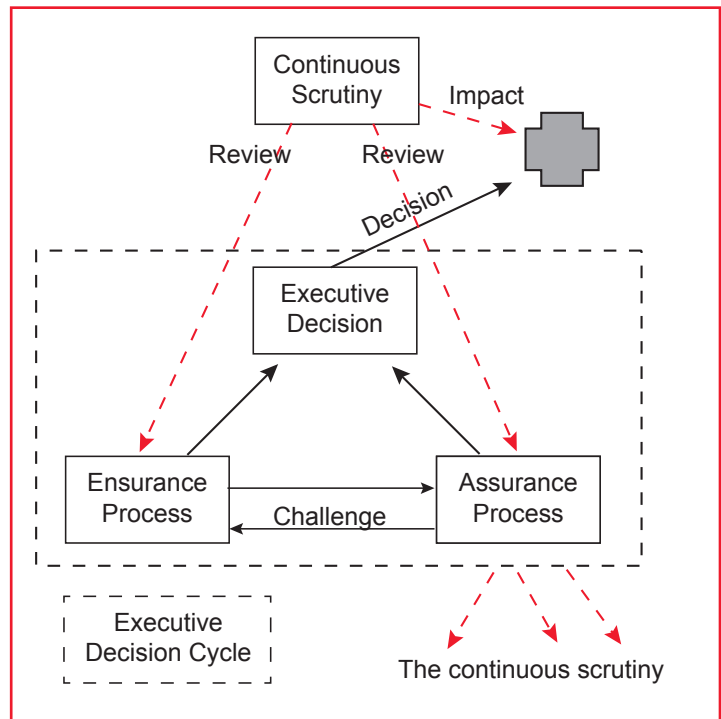 Continuous
Scrutiny
Impact
Review
Review
Decision
Executive
Decision
Ensurance
Process
Challenge
Assurance
Process
Executive
Decision Cycle
The continuous scrutiny